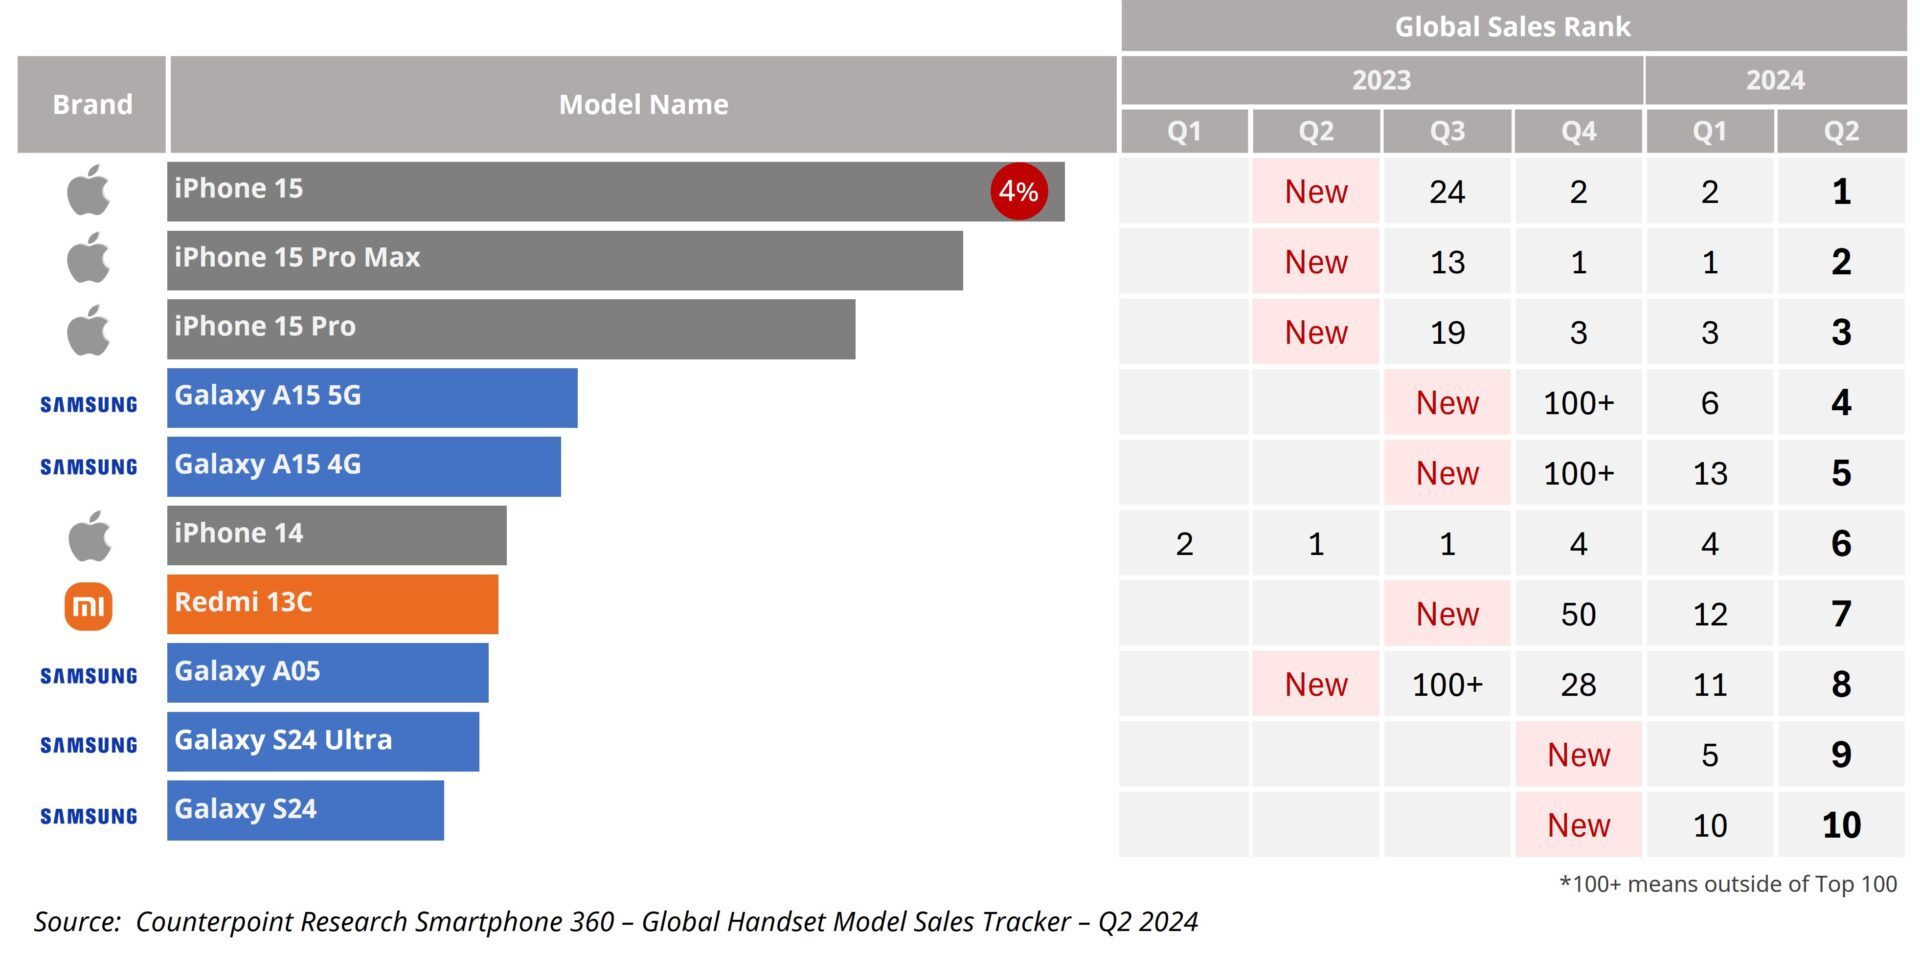 Global Sales Rank
Brand Model Name 2023 2024
Q1 Q2 Q3 Q4 Q1 Q2
iPhone 15 4% New 24 2 2 1
iPhone 15 Pro Max New 13 1 1 2
iPhone 15 Pro New 19 3 3 3
SAMSUNG Galaxy A15 5G New 100+ 6 4
SAMSUNG Galaxy A15 4G New 100+ 13 5
iPhone 14 2 1 1 4 4 6
mi Redmi 13C New 50 12 7
SAMSUNG Galaxy A05 New 100+ 28 11 8
SAMSUNG Galaxy S24 Ultra New 5 9
SAMSUNG Galaxy S24 New 10 10
*100+ means outside of Top 100
Source: Counterpoint Research Smartphone 360 – Global Handset Model Sales Tracker – Q2 2024